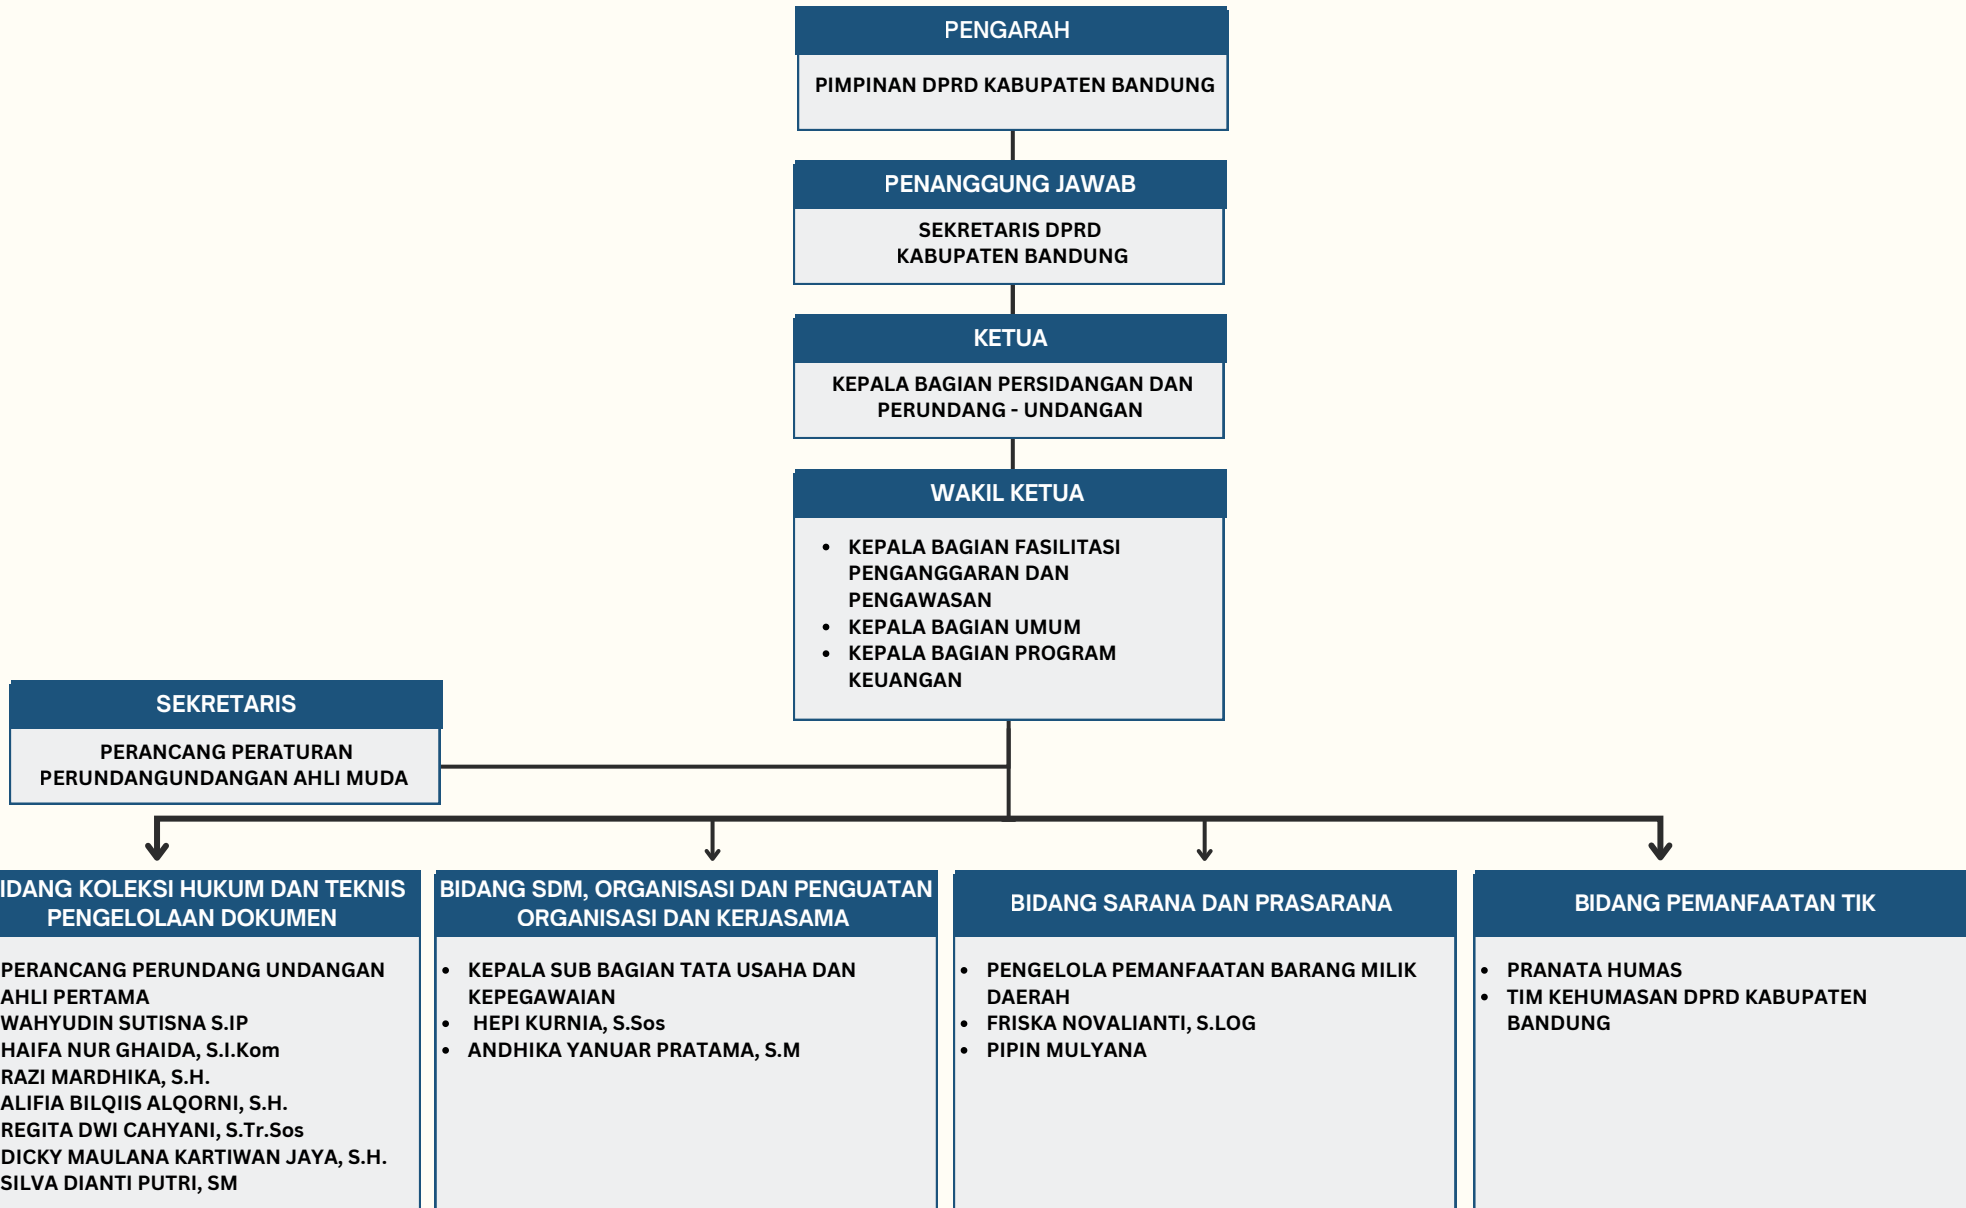 PENGARAH
PIMPINAN DPRD KABUPATEN BANDUNG
PENANGGUNG JAWAB
SEKRETARIS DPRD
KABUPATEN BANDUNG
KETUA
KEPALA BAGIAN PERSIDANGAN DAN
PERUNDANG - UNDANGAN
WAKIL KETUA
• KEPALA BAGIAN FASILITASI
PENGANGGARAN DAN
PENGAWASAN
• KEPALA BAGIAN UMUM
• KEPALA BAGIAN PROGRAM
KEUANGAN
SEKRETARIS
PERANCANG PERATURAN
PERUNDANGUNDANGAN AHLI MUDA
IDANG KOLEKSI HUKUM DAN TEKNIS
PENGELOLAAN DOKUMEN
PERANCANG PERUNDANG UNDANGAN
AHLI PERTAMA
WAHYUDIN SUTISNA S.IP
HAIFA NUR GHAIDA, S.I.Kom
RAZI MARDHIKA, S.H.
ALIFIA BILQIIS ALQORNI, S.H.
REGITA DWI CAHYANI, S.Tr.Sos
DICKY MAULANA KARTIWAN JAYA, S.H.
SILVA DIANTI PUTRI, SM
BIDANG SDM, ORGANISASI DAN PENGUATAN
ORGANISASI DAN KERJASAMA
• KEPALA SUB BAGIAN TATA USAHA DAN
KEPEGAWAIAN
• HEPI KURNIA, S.Sos
• ANDHIKA YANUAR PRATAMA, S.M
BIDANG SARANA DAN PRASARANA
• PENGELOLA PEMANFAATAN BARANG MILIK
DAERAH
• FRISKA NOVALIANTI, S.LOG
• PIPIN MULYANA
BIDANG PEMANFAATAN TIK
• PRANATA HUMAS
• TIM KEHUMASAN DPRD KABUPATEN
BANDUNG